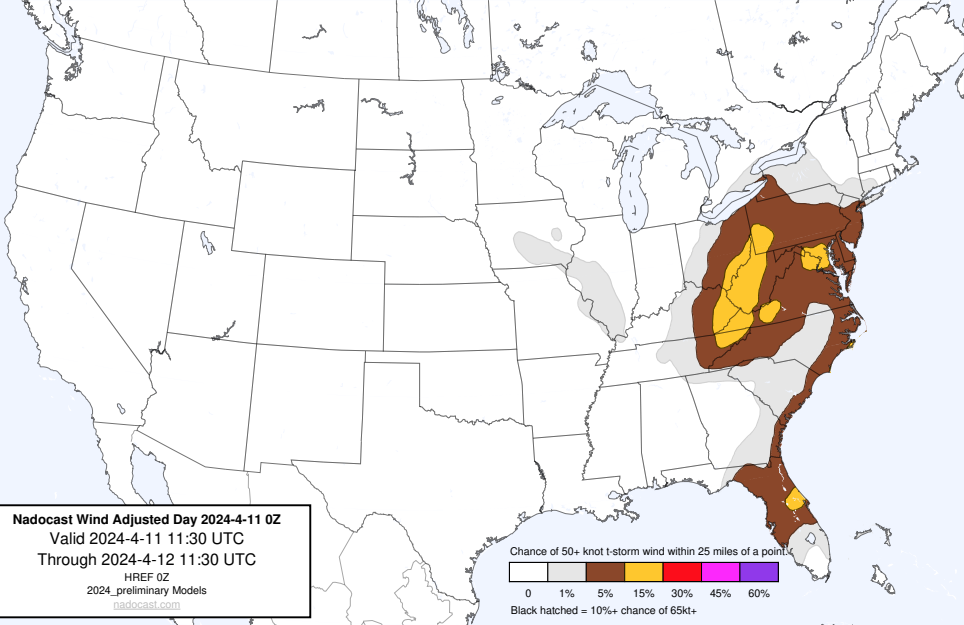 Nadocast Wind Adjusted Day 2024-4-11 0Z
Valid 2024-4-11 11:30 UTC
Through 2024-4-12 11:30 UTC
HREF 0Z
2024_preliminary Models
nadocast.com
Chance of 50+ knot t-storm wind within 25 miles of a point.
0 1% 5% 15% 30% 45% 60%
Black hatched = 10%+ chance of 65kt+